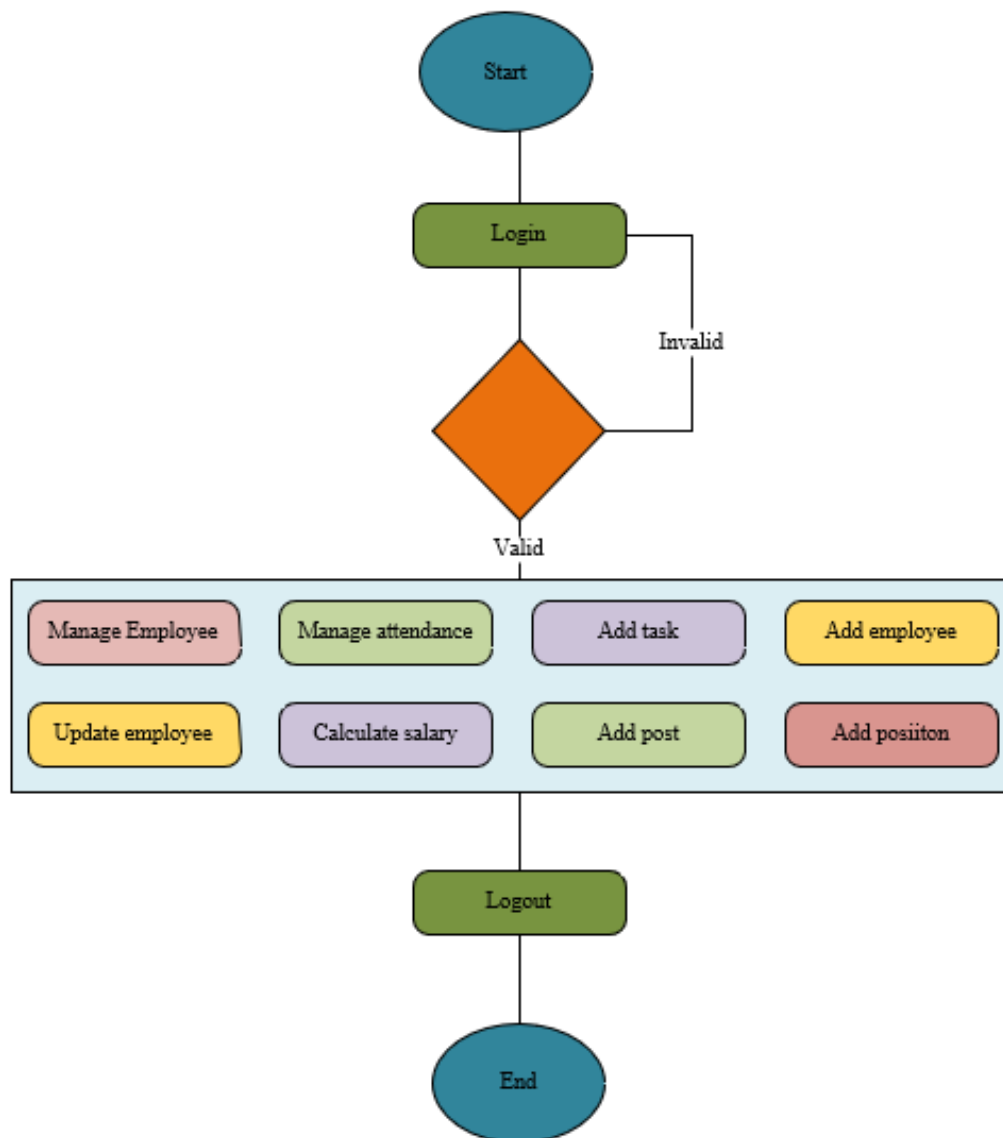 Start
Login
Invalid
Valid
Manage Employee
Manage attendance
Add task
Add employee
Update employee
Calculate salary
Add post
Add posiiton
Logout
End